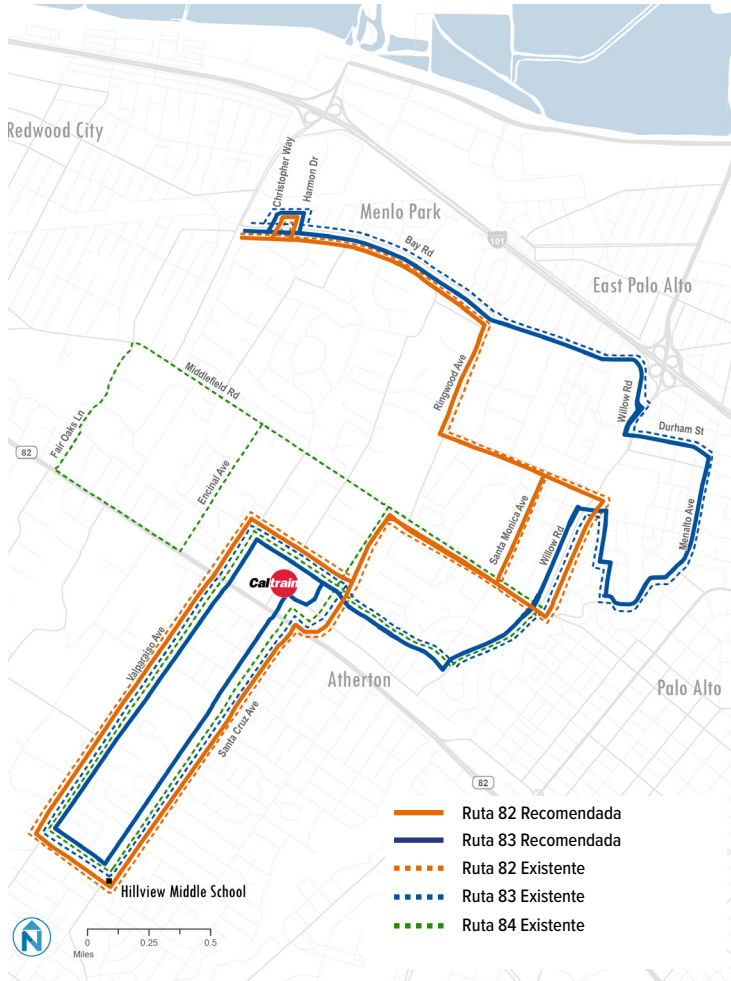 Redwood City
Christopher Way
Harmon Dr
Menlo Park
Bay Rd
101
East Palo Alto
Middlefield Rd
Ringwood Ave
Willow Rd
Durham St
Fair Oaks Ln
82
Encinal Ave
Santa Monica Ave
Willow Rd
Menalto Ave
Caltrain
Valparaiso Ave
Atherton
Palo Alto
Santa Cruz Ave
82
Ruta 82 Recomendada
Ruta 83 Recomendada
Ruta 82 Existente
Ruta 83 Existente
Ruta 84 Existente
Hillview Middle School
N
0 0.25 0.5
Miles